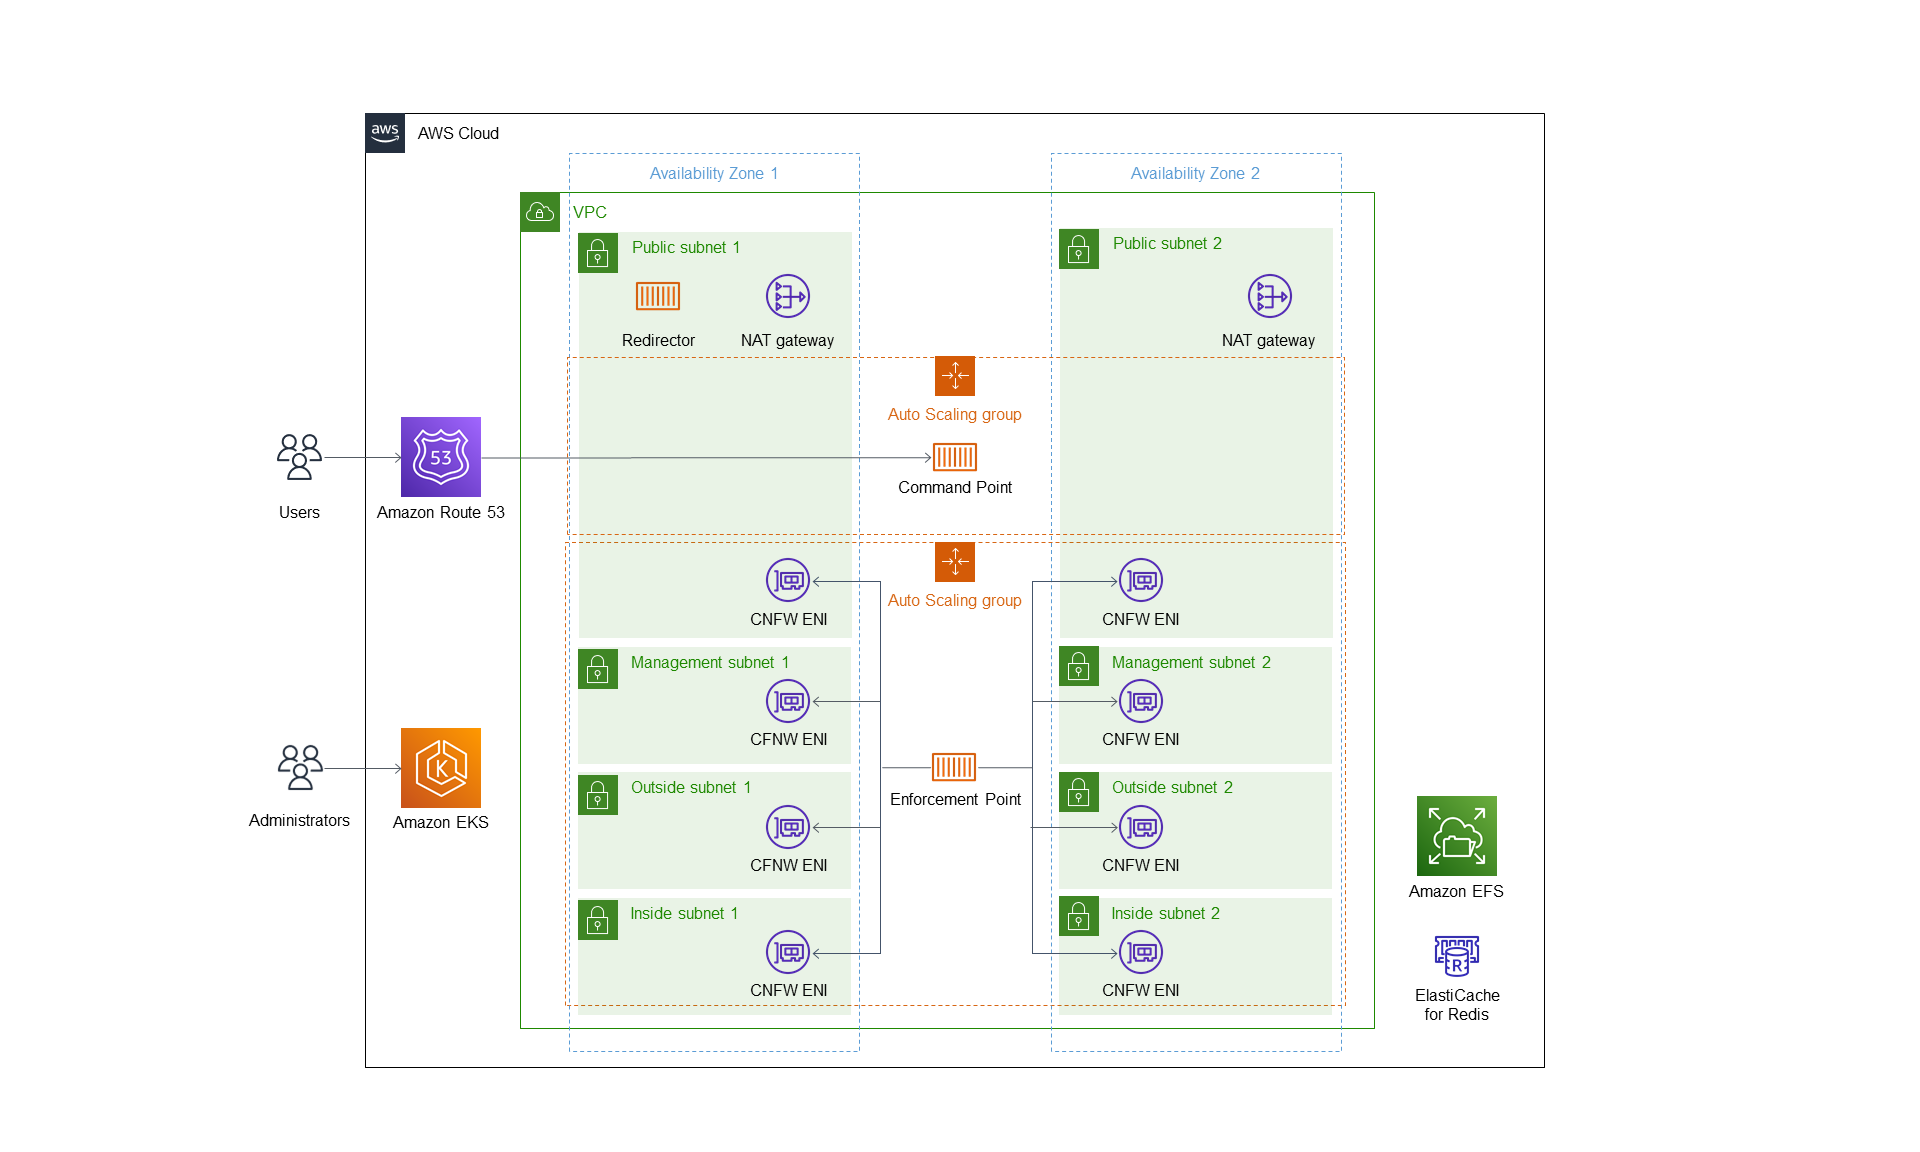 aws
AWS Cloud
Availability Zone 1
Availability Zone 2
VPC
Public subnet 1
Public subnet 2
Redirector
NAT gateway
NAT gateway
Auto Scaling group
53
Command Point
Users
Amazon Route 53
Auto Scaling group
CNFW ENI
CNFW ENI
Management subnet 1
Management subnet 2
CFNW ENI
CNFW ENI
K
Enforcement Point
Administrators
Amazon EKS
Outside subnet 1
Outside subnet 2
CFNW ENI
CNFW ENI
Amazon EFS
Inside subnet 1
Inside subnet 2
CNFW ENI
CNFW ENI
R
ElastiCache
for Redis